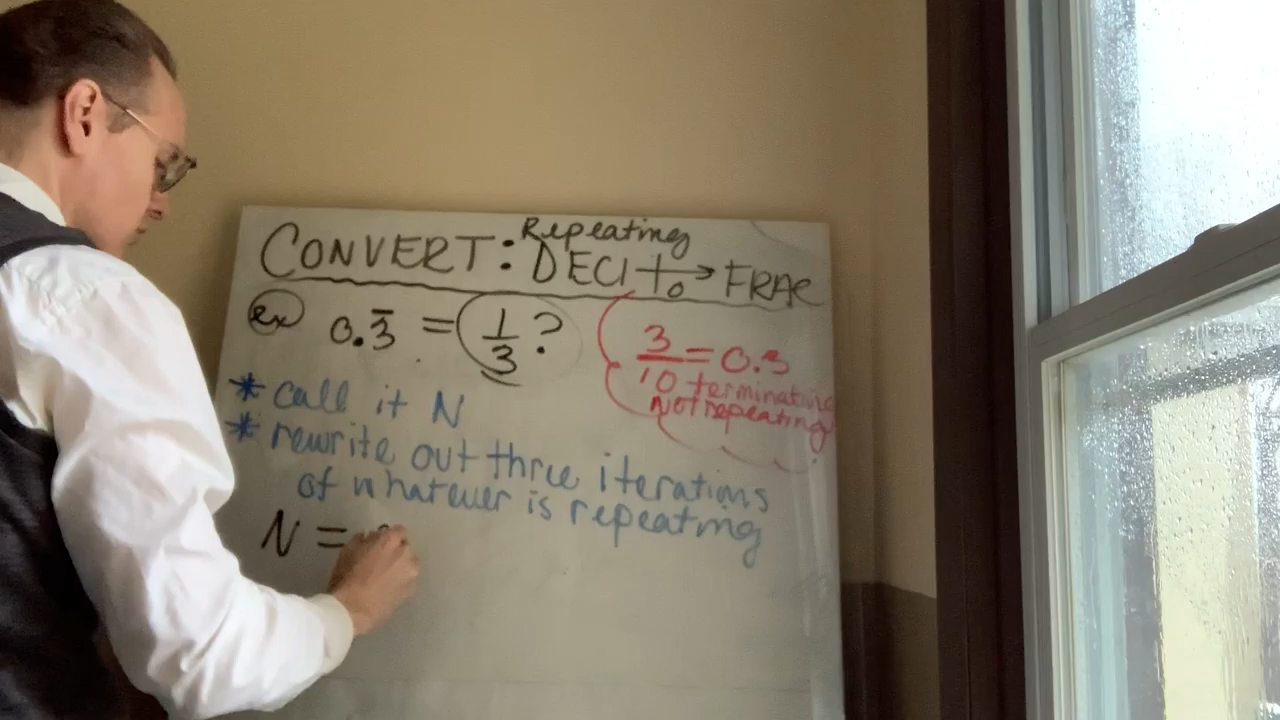 CONVERT: Repeating DECI to→ FRAC
ex 0.3̅ = 1/3 ?
3/10 = 0.3
terminating
NOT repeating
* call it N
* rewrite out three iterations
of whatever is repeating
N =